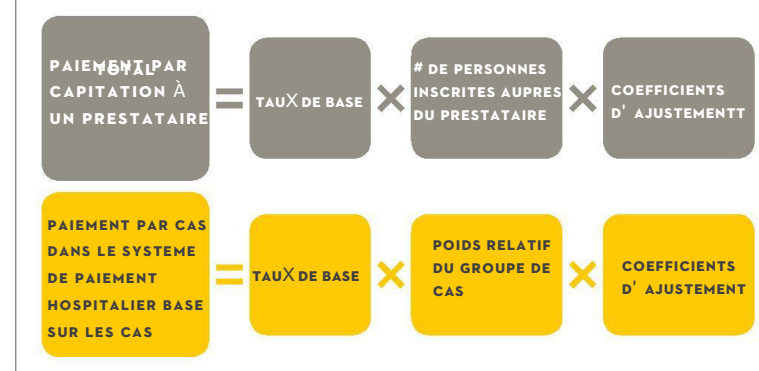 PAIEMENT PAR
TOTAL
CAPITATION À
UN PRESTATAIRE
=
TAUX DE BASE
×
# DE PERSONNES
INSCRITES AUPRES
DU PRESTATAIRE
×
COEFFICIENTS
D' AJUSTEMENTT
PAIEMENT PAR CAS
DANS LE SYSTEME
DE PAIEMENT
HOSPITALIER BASE
SUR LES CAS
=
TAUX DE BASE
×
POIDS RELATIF
DU GROUPE DE
CAS
×
COEFFICIENTS
D' AJUSTEMENT